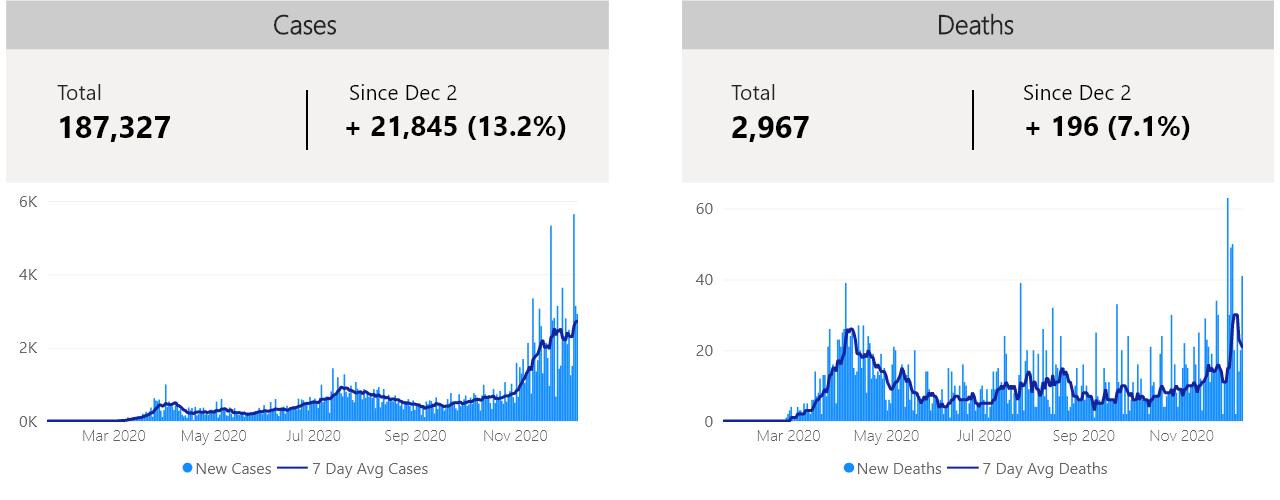 Cases
Total
Since Dec 2
187,327
+ 21,845 (13.2%)
6K
4K
2K
0K
Mar 2020 May 2020 Jul 2020 Sep 2020 Nov 2020
New Cases 7 Day Avg Cases
Deaths
Total
Since Dec 2
2,967
+ 196 (7.1%)
60
40
20
0
Mar 2020 May 2020 Jul 2020 Sep 2020 Nov 2020
New Deaths 7 Day Avg Deaths